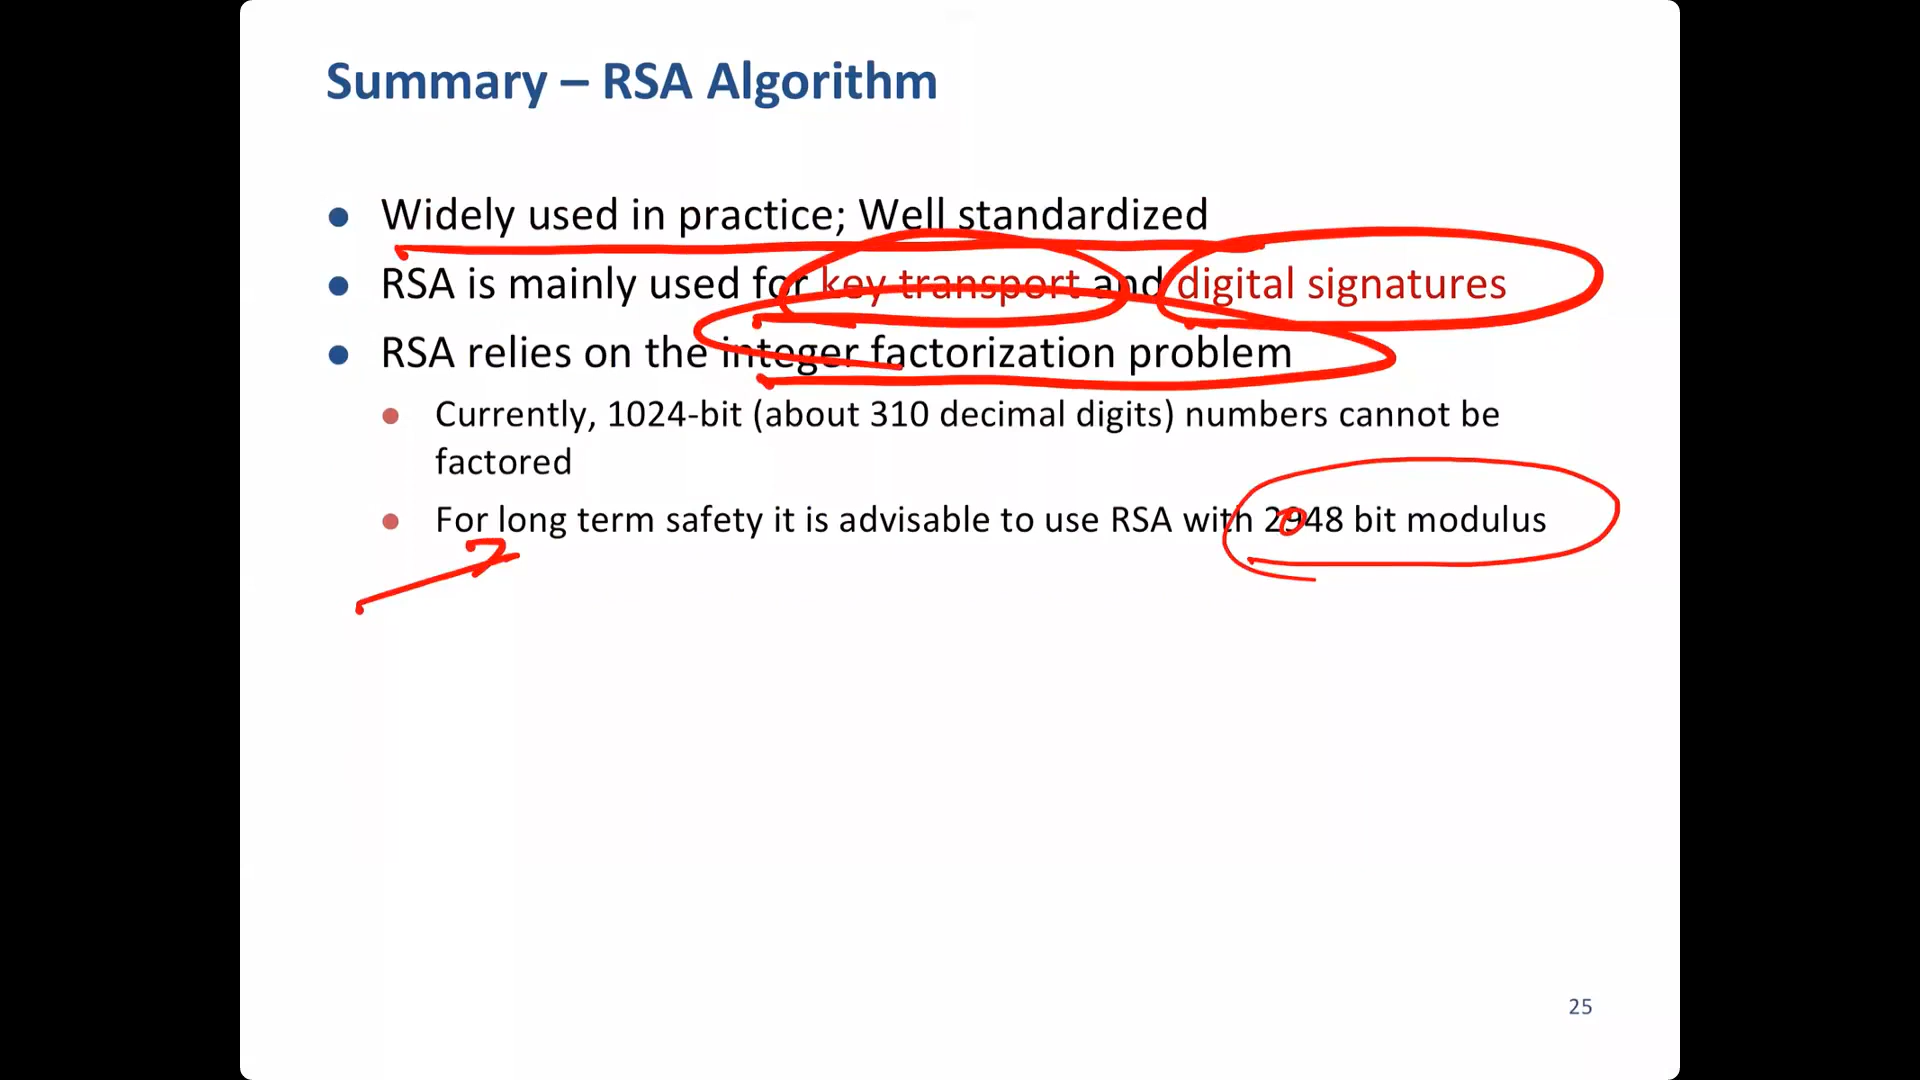 Summary – RSA Algorithm
Widely used in practice; Well standardized
RSA is mainly used for key transport and digital signatures
RSA relies on the integer factorization problem
Currently, 1024-bit (about 310 decimal digits) numbers cannot be
factored
For long term safety it is advisable to use RSA with 2048 bit modulus
25